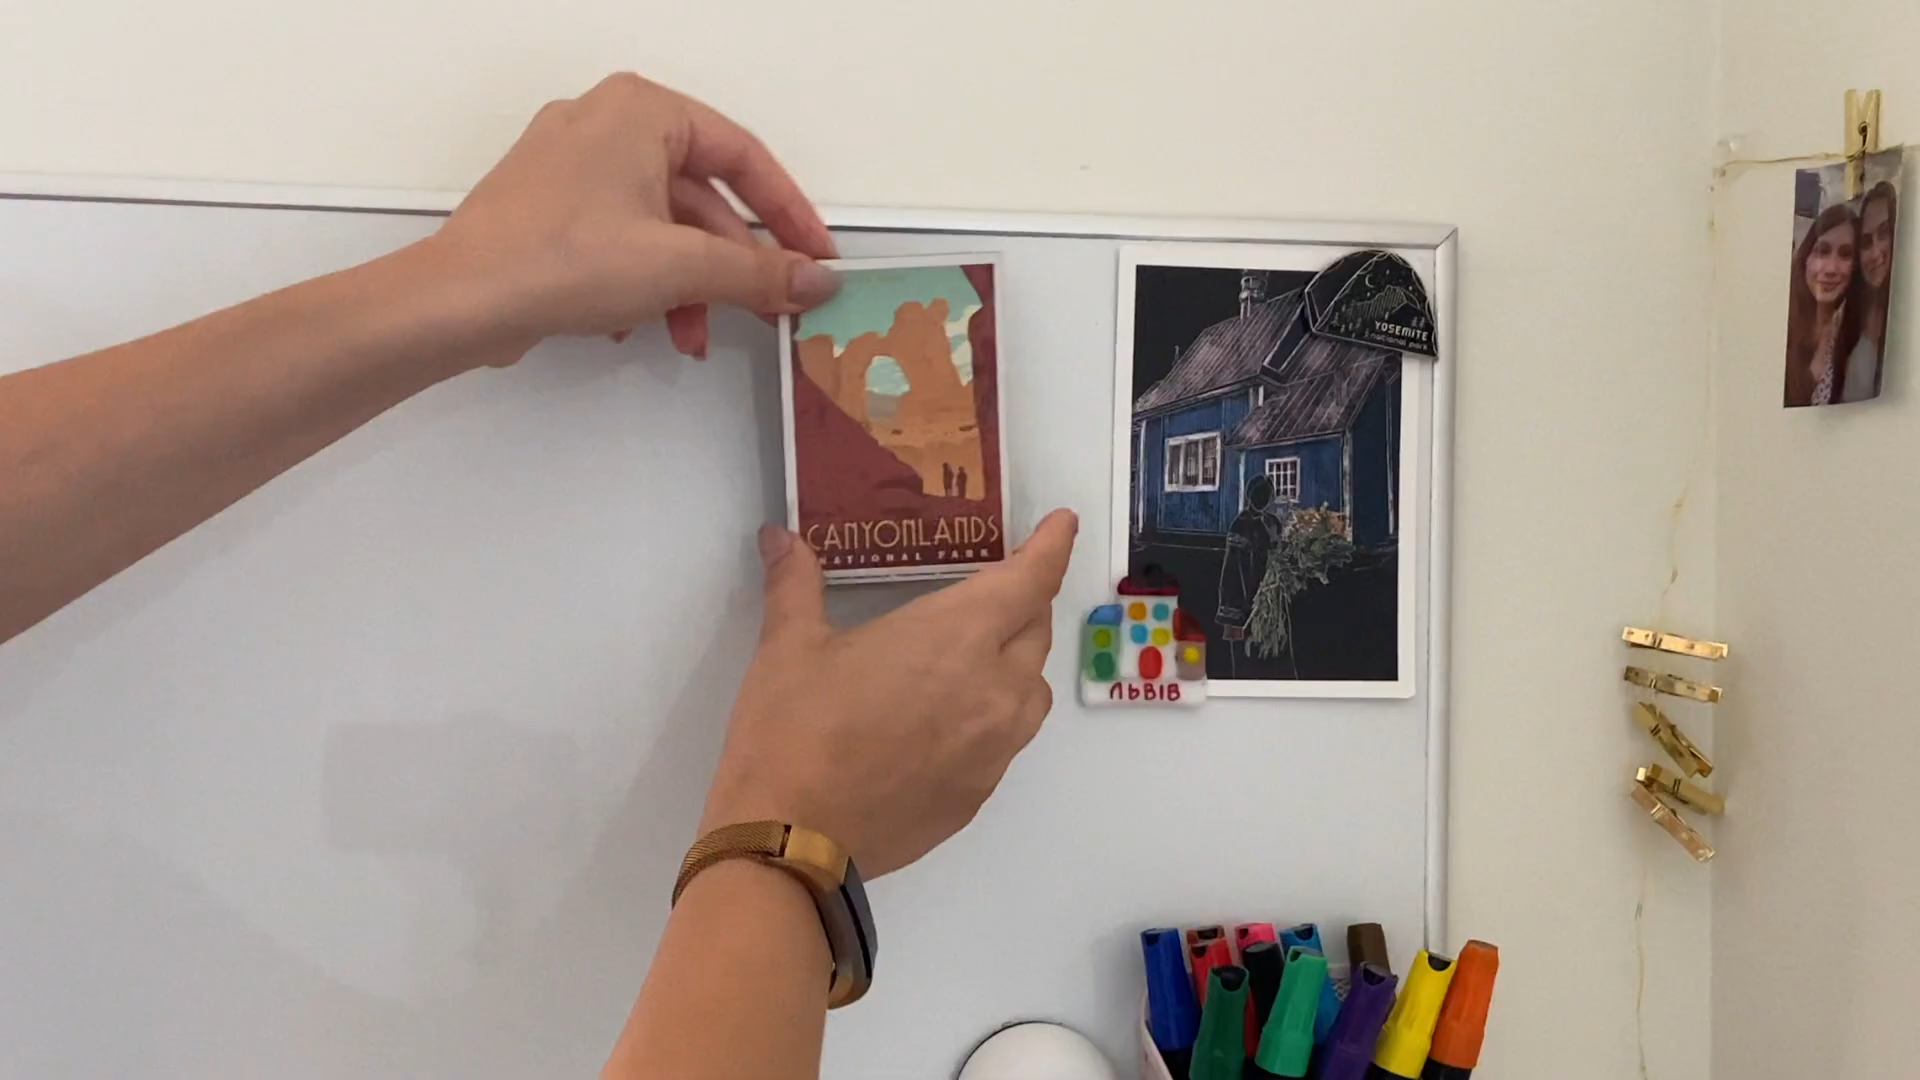 CANYONLANDS
NATIONAL PARK
YOSEMITE
national park
ЛЬВІВ